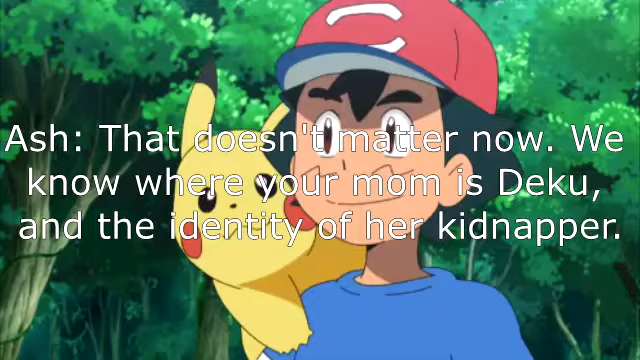 Ash: That doesn't matter now. We
know where your mom is Deku,
and the identity of her kidnapper.